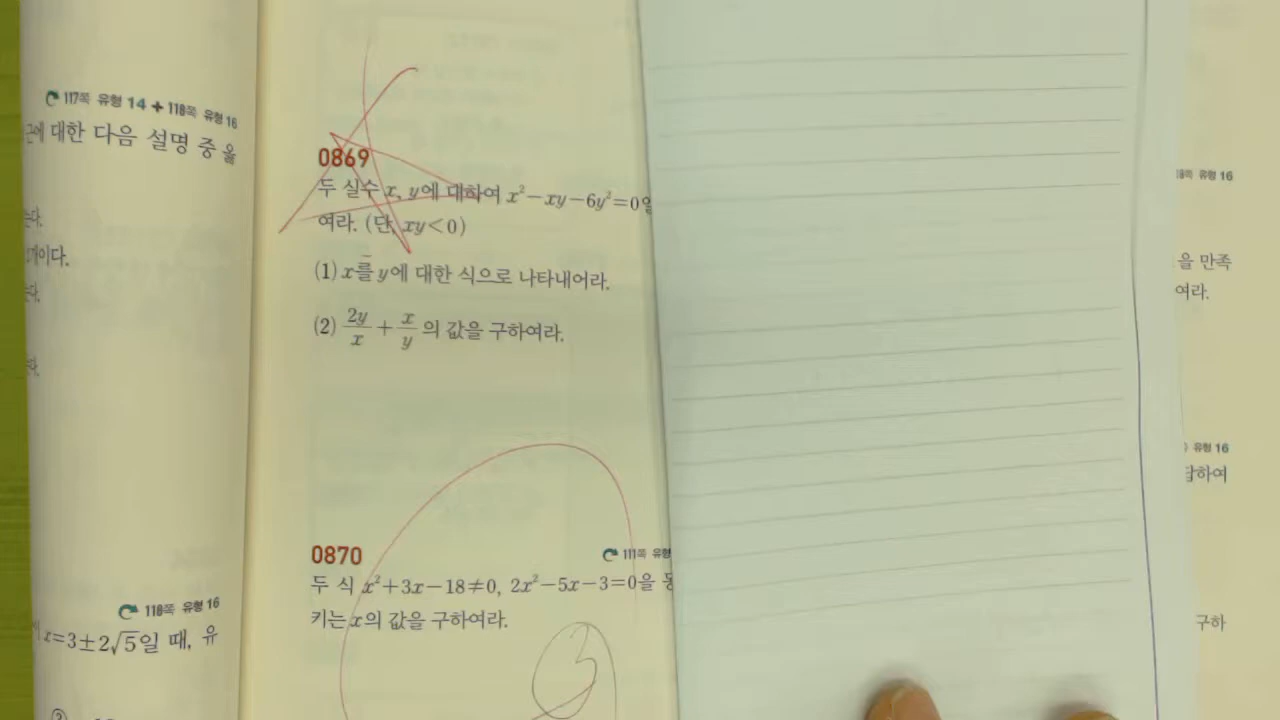 117쪽 유형 14 + 118쪽 유형 16
대한 다음 설명 중 옳
0869
두 실수 x, y에 대하여 x²-xy-6y²=0일
여라. (단, xy<0)
(1) x를 y에 대한 식으로 나타내어라.
(2) 2y/x + x/y 의 값을 구하여라.
0870
111쪽 유형
두 식 x²+3x-18≠0, 2x²-5x-3=0을
키는 x의 값을 구하여라.
3
118쪽 유형 16
x=3±2√5일 때, 유
유형 16
을 만족
여라.
유형 16
답하여
구하